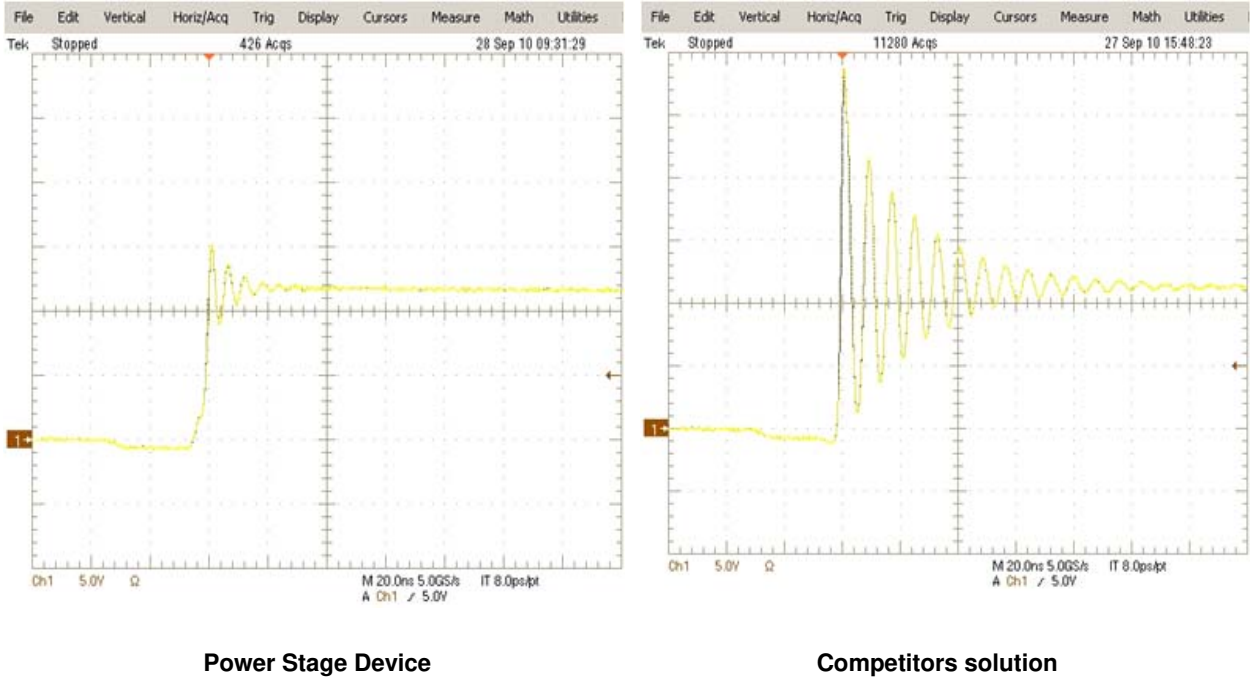 File Edit Vertical Horiz/Acq Trig Display Cursors Measure Math Utilities
Tek Stopped 426 Acqs 28 Sep 10 09:31:29
1
Ch1 5.0V Ω M 20.0ns 5.0GS/s IT 8.0ps/pt
A Ch1 5.0V
Power Stage Device
File Edit Vertical Horiz/Acq Trig Display Cursors Measure Math Utilities
Tek Stopped 11280 Acqs 27 Sep 10 15:48:23
1
Ch1 5.0V Ω M 20.0ns 5.0GS/s IT 8.0ps/pt
A Ch1 5.0V
Competitors solution